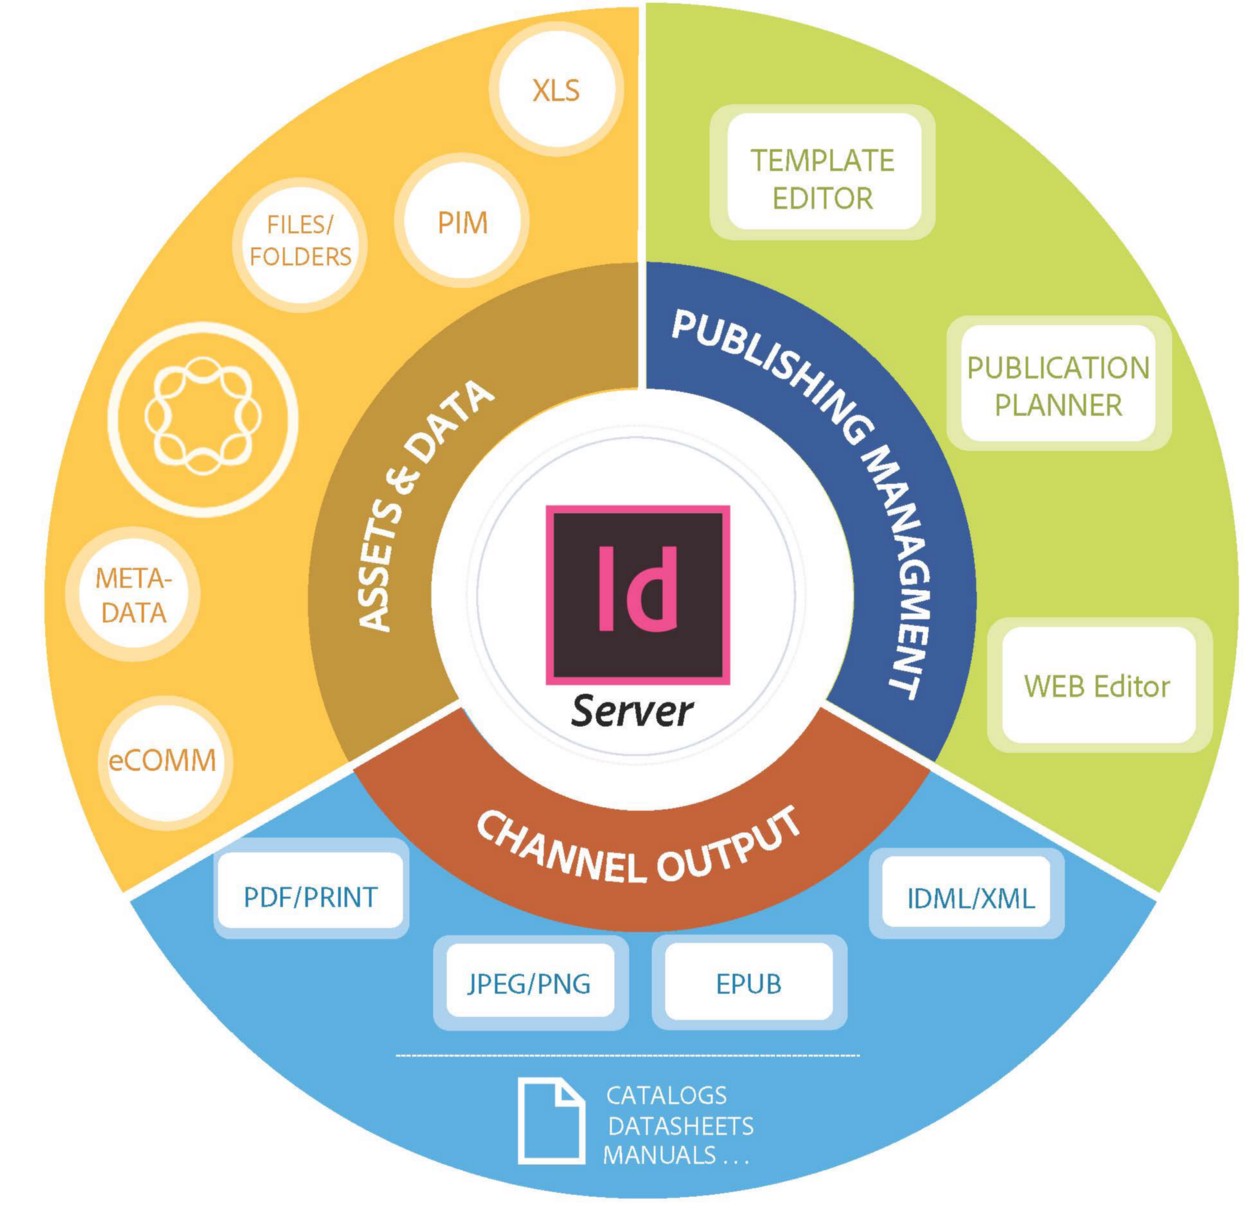 XLS
PIM
FILES/
FOLDERS
META-
DATA
eCOMM
ASSETS & DATA
TEMPLATE
EDITOR
PUBLICATION
PLANNER
WEB Editor
PUBLISHING MANAGMENT
Id
Server
CHANNEL OUTPUT
PDF/PRINT
JPEG/PNG
EPUB
IDML/XML
CATALOGS
DATASHEETS
MANUALS ...